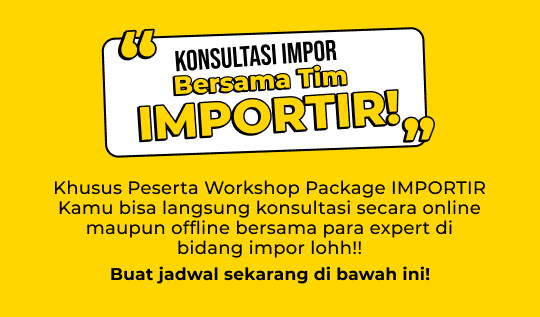 KONSULTASI IMPOR
Bersama Tim
IMPORTIR!
Khusus Peserta Workshop Package IMPORTIR
Kamu bisa langsung konsultasi secara online
maupun offline bersama para expert di
bidang impor lohh!!
Buat jadwal sekarang di bawah ini!